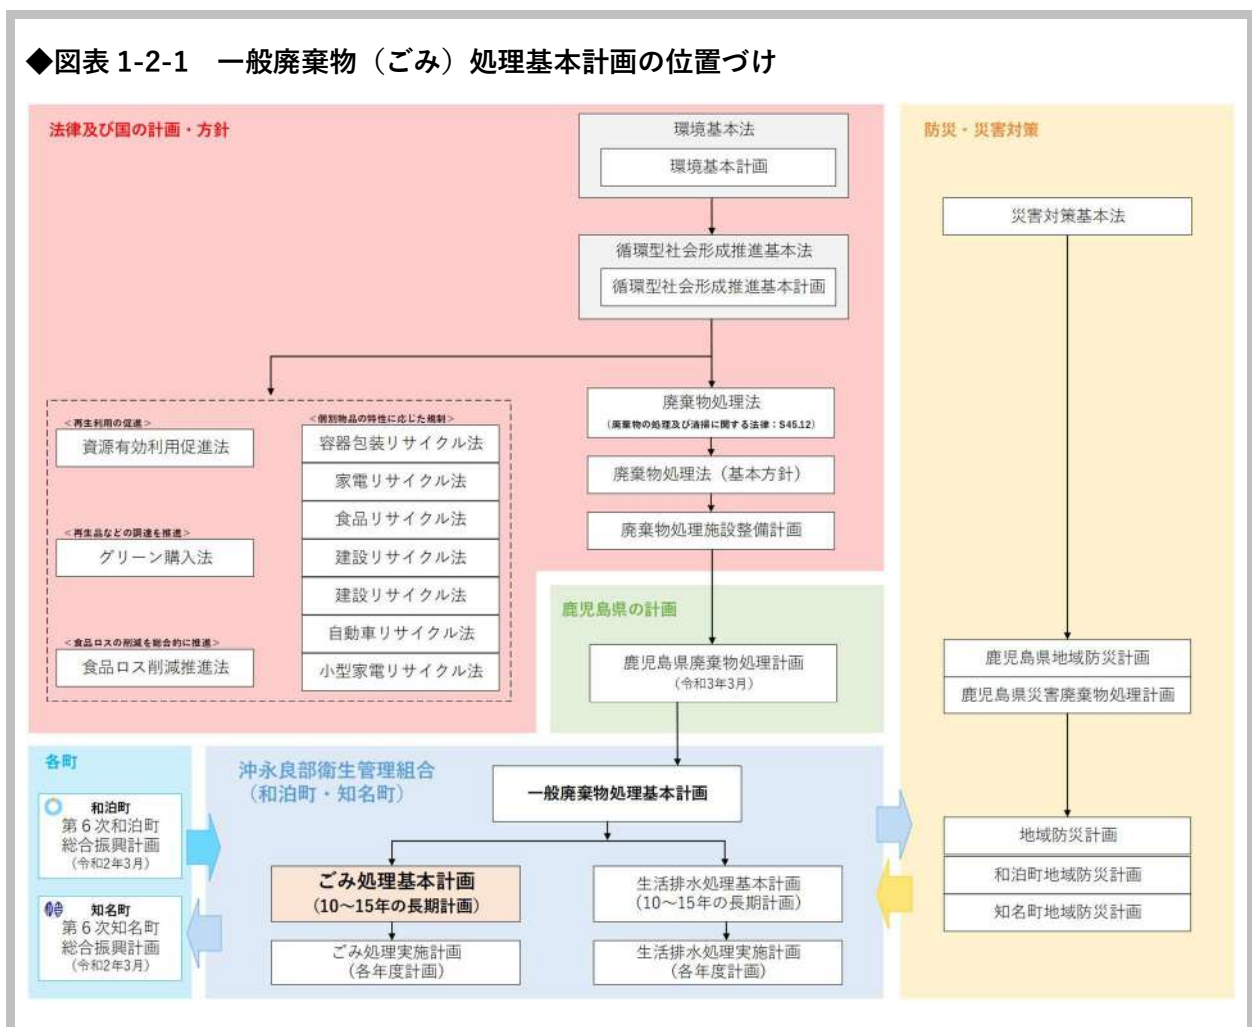 ◆図表 1-2-1　一般廃棄物（ごみ）処理基本計画の位置づけ
法律及び国の計画・方針
環境基本法
環境基本計画
循環型社会形成推進基本法
循環型社会形成推進基本計画
＜再生利用の促進＞
資源有効利用促進法
＜再生品などの調達を推進＞
グリーン購入法
＜食品ロスの削減を総合的に推進＞
食品ロス削減推進法
＜個別物品の特性に応じた規制＞
容器包装リサイクル法
家電リサイクル法
食品リサイクル法
建設リサイクル法
建設リサイクル法
自動車リサイクル法
小型家電リサイクル法
廃棄物処理法
（廃棄物の処理及び清掃に関する法律：S45.12）
廃棄物処理法（基本方針）
廃棄物処理施設整備計画
鹿児島県の計画
鹿児島県廃棄物処理計画
（令和3年3月）
防災・災害対策
災害対策基本法
鹿児島県地域防災計画
鹿児島県災害廃棄物処理計画
地域防災計画
和泊町地域防災計画
知名町地域防災計画
各町
和泊町
第６次和泊町
総合振興計画
（令和2年3月）
知名町
第６次知名町
総合振興計画
（令和2年3月）
沖永良部衛生管理組合
（和泊町・知名町）
一般廃棄物処理基本計画
ごみ処理基本計画
（10～15年の長期計画）
ごみ処理実施計画
（各年度計画）
生活排水処理基本計画
（10～15年の長期計画）
生活排水処理実施計画
（各年度計画）